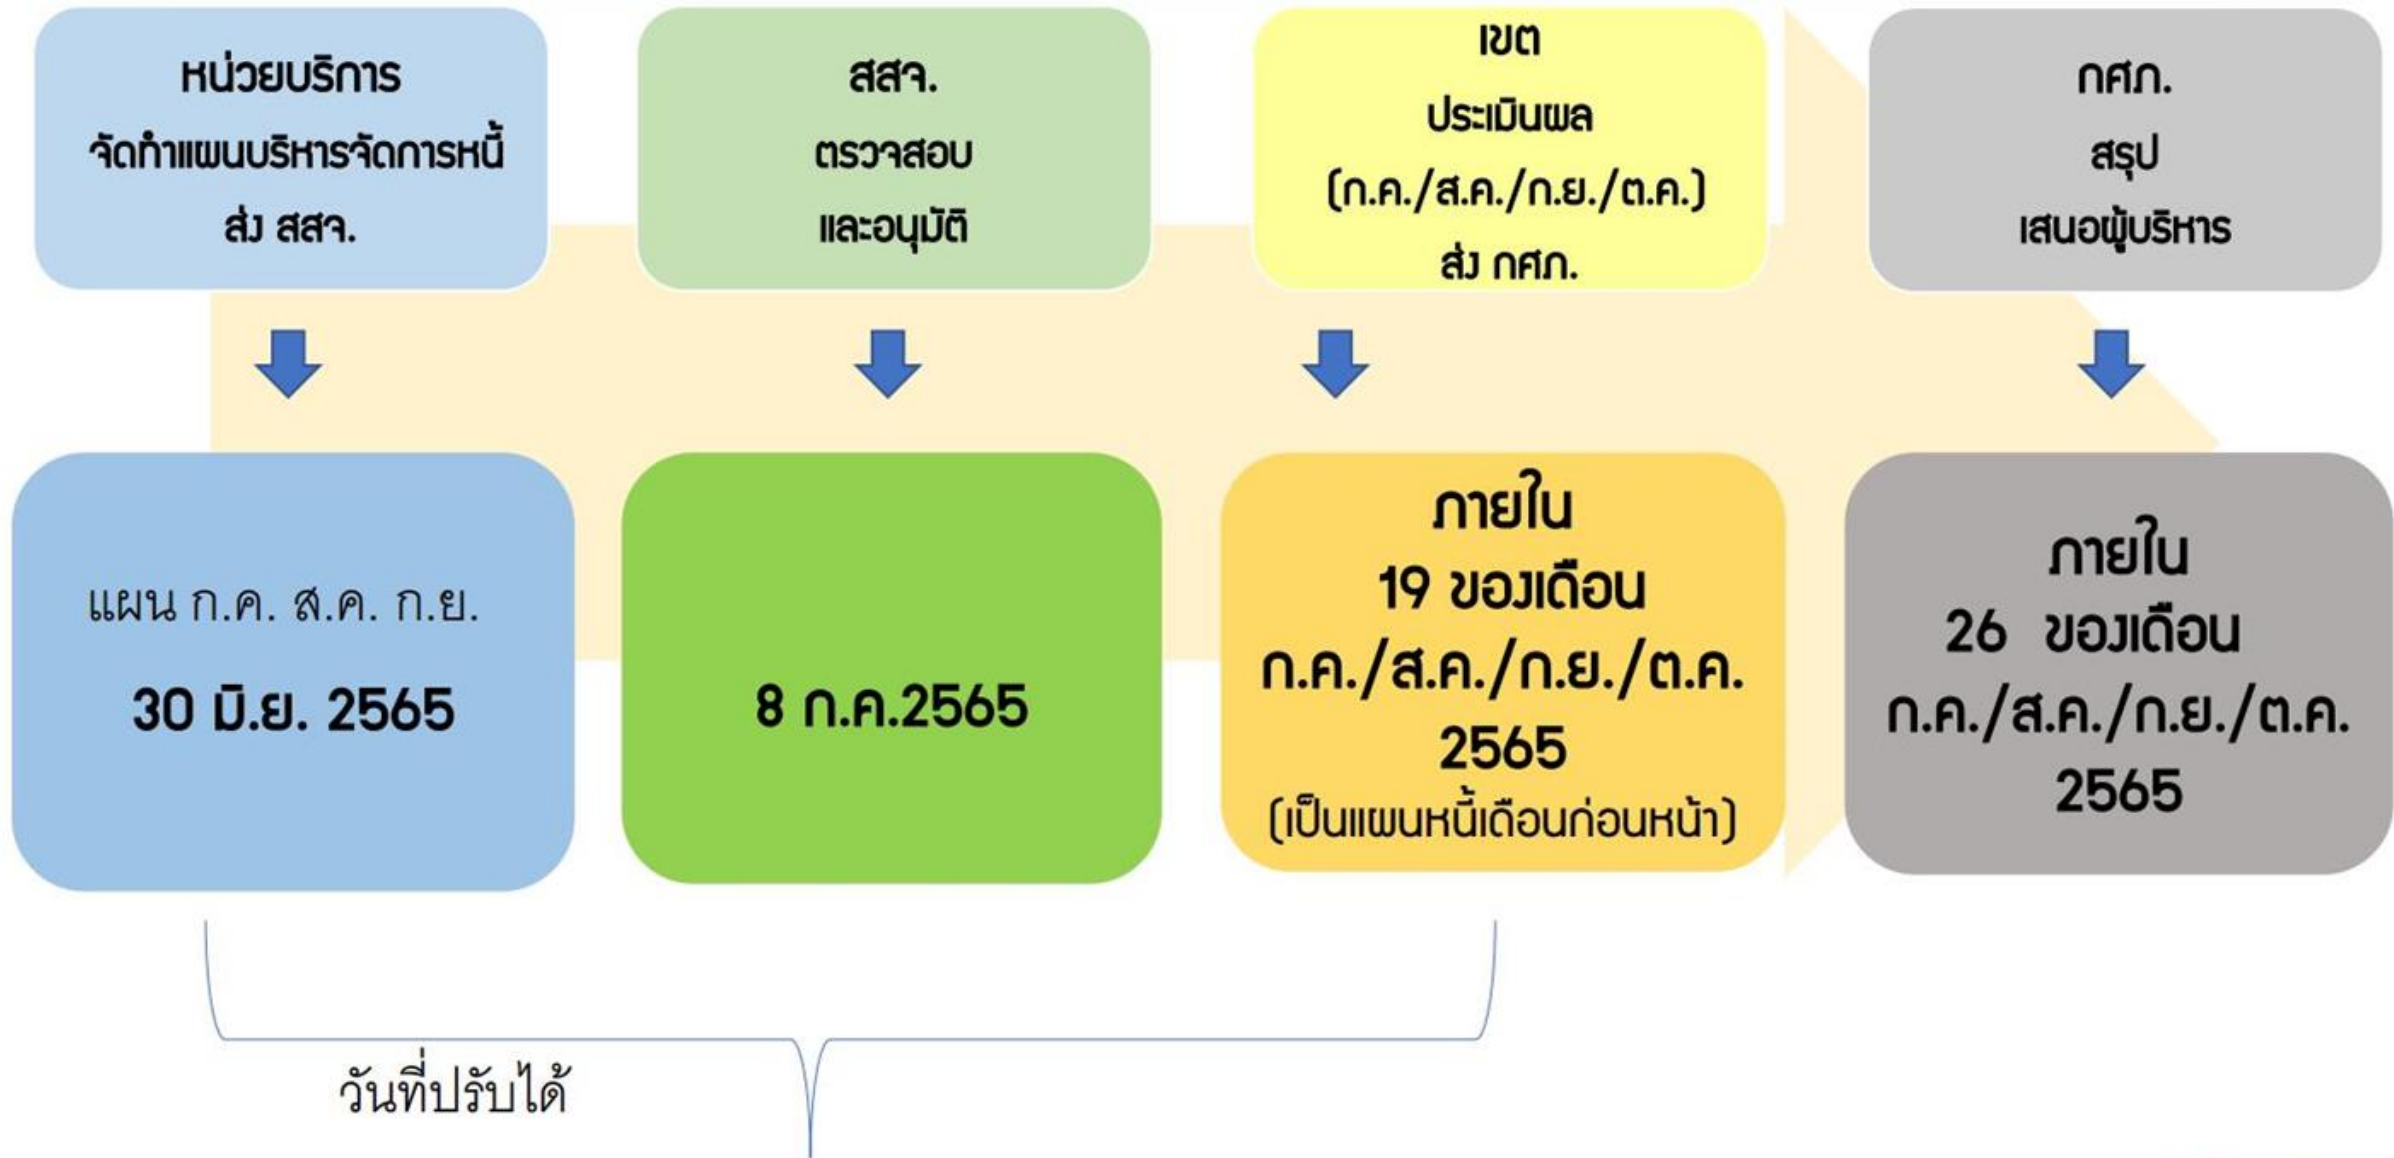 หน่วยบริการ
จัดทำแผนบริหารจัดการหนี้
ส่ง สสจ.
สสจ.
ตรวจสอบ
และอนุมัติ
เขต
ประเมินผล
(ก.ค./ส.ค./ก.ย./ต.ค.)
ส่ง กศภ.
กศภ.
สรุป
เสนอผู้บริหาร
แผน ก.ค. ส.ค. ก.ย.
30 มิ.ย. 2565
8 ก.ค.2565
ภายใน
19 ของเดือน
ก.ค./ส.ค./ก.ย./ต.ค.
2565
(เป็นแผนหนี้เดือนก่อนหน้า)
ภายใน
26 ของเดือน
ก.ค./ส.ค./ก.ย./ต.ค.
2565
วันที่ปรับได้